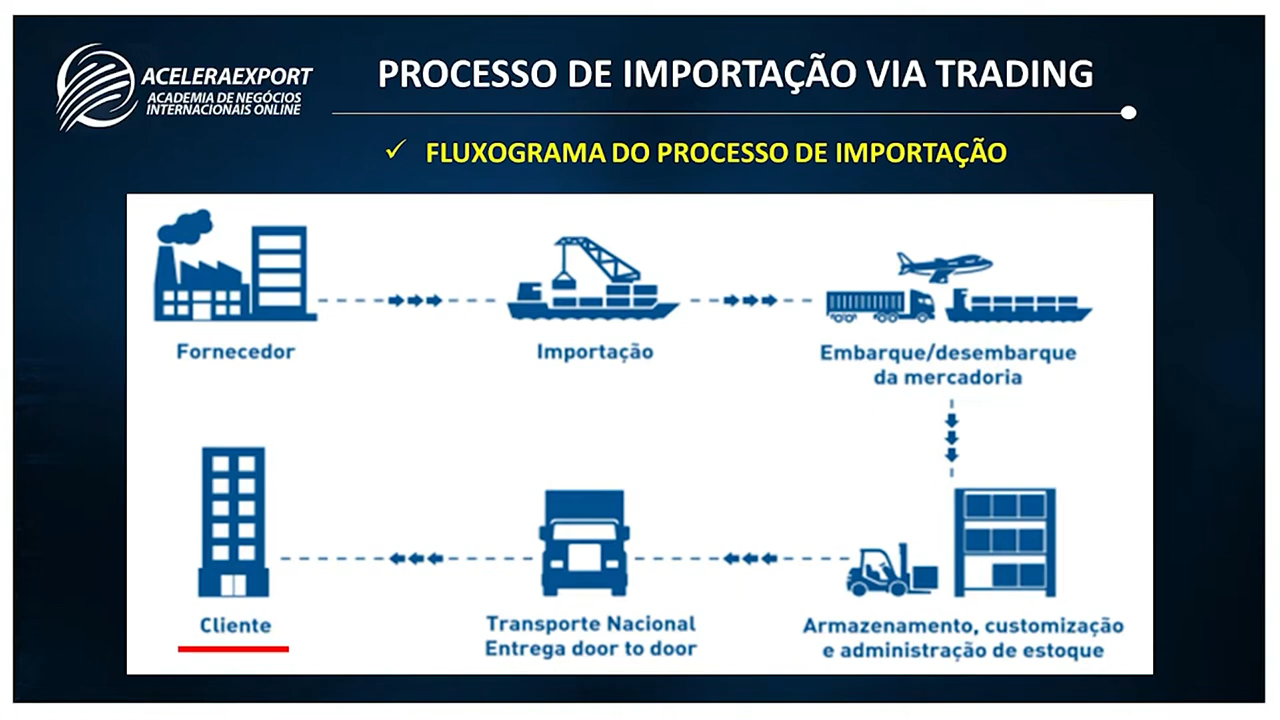 ACELERAEXPORT
ACADEMIA DE NEGÓCIOS
INTERNACIONAIS ONLINE
PROCESSO DE IMPORTAÇÃO VIA TRADING
✓ FLUXOGRAMA DO PROCESSO DE IMPORTAÇÃO
Fornecedor
Importação
Embarque/desembarque
da mercadoria
Cliente
Transporte Nacional
Entrega door to door
Armazenamento, customização
e administração de estoque